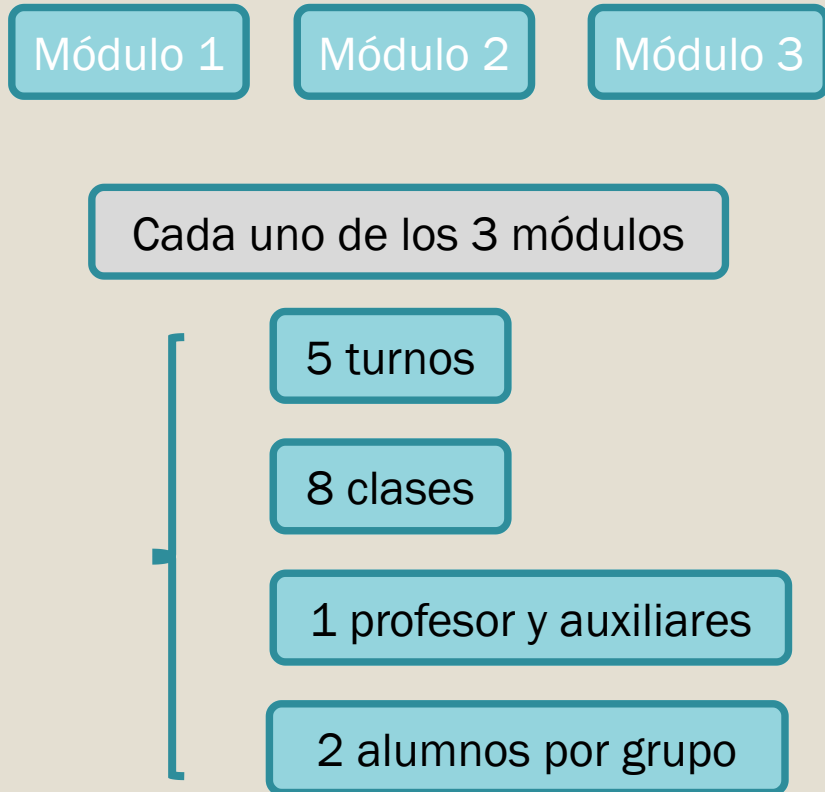 Módulo 1
Módulo 2
Módulo 3
Cada uno de los 3 módulos
5 turnos
8 clases
1 profesor y auxiliares
2 alumnos por grupo